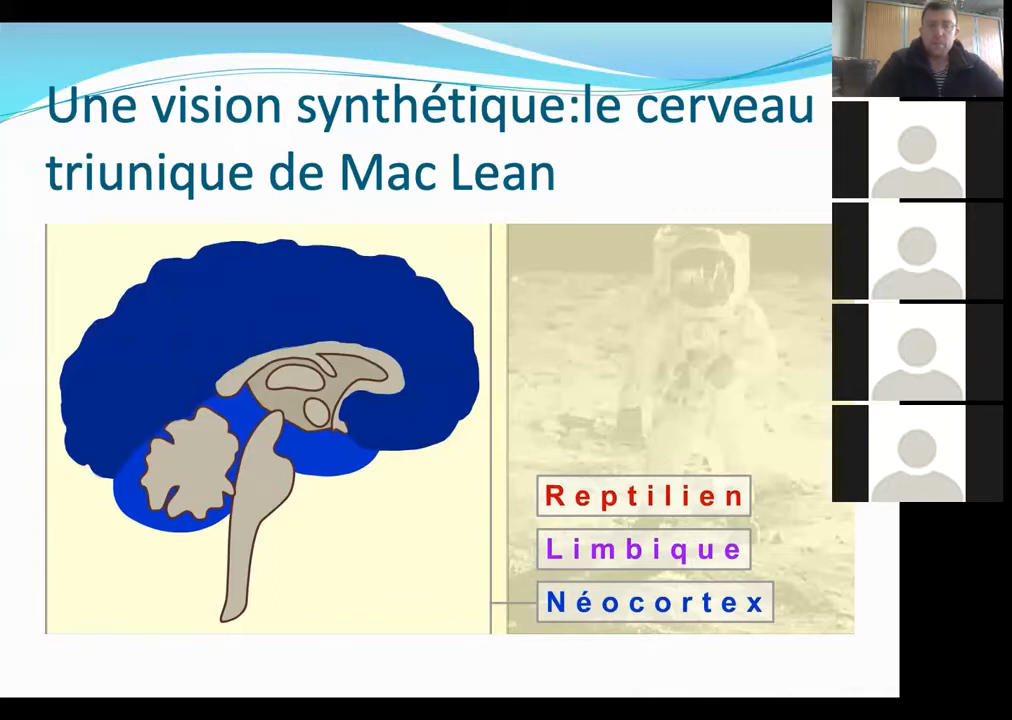 Une vision synthétique:le cerveau
triunique de Mac Lean
Reptilien
Limbique
Néocortex